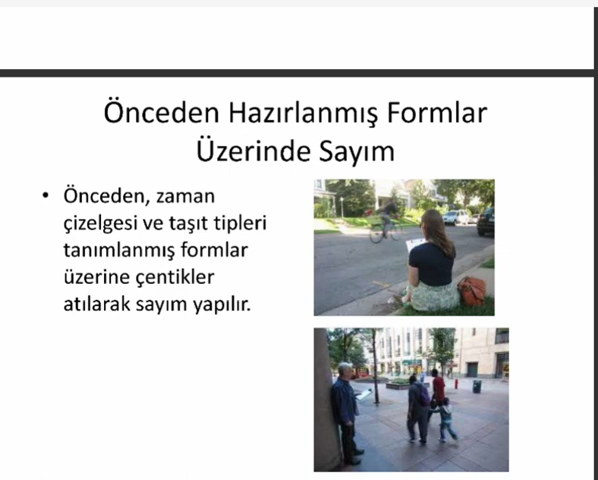 Önceden Hazırlanmış Formlar
Üzerinde Sayım
• Önceden, zaman
çizelgesi ve taşıt tipleri
tanımlanmış formlar
üzerine çentikler
atılarak sayım yapılır.